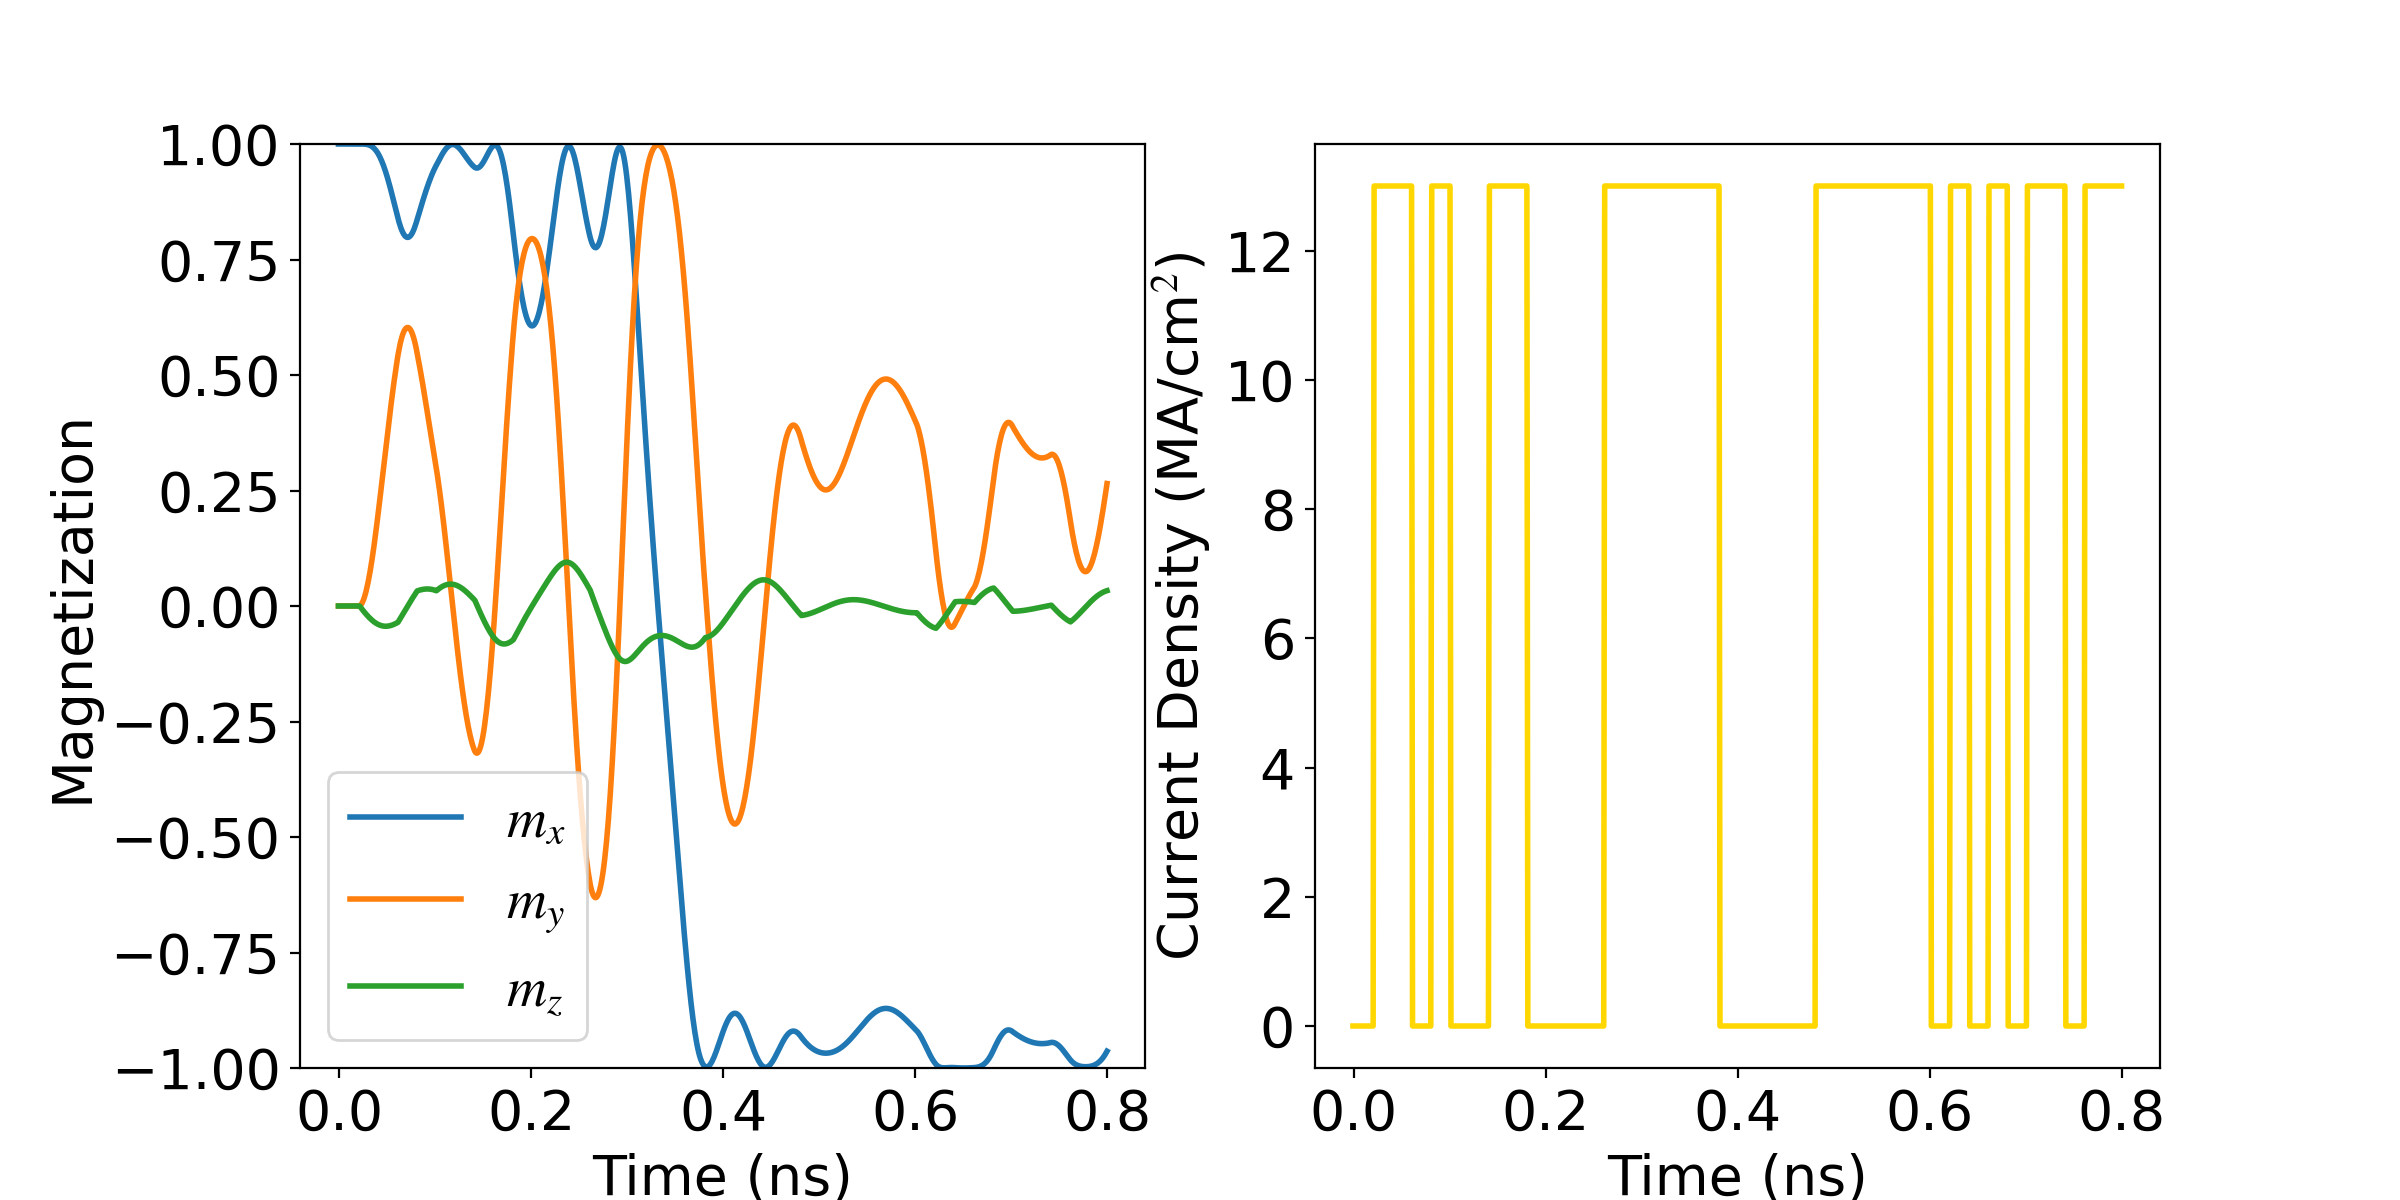 Magnetization
1.00
0.75
0.50
0.25
0.00
−0.25
−0.50
−0.75
−1.00
m_x
m_y
m_z
0.0 0.2 0.4 0.6 0.8
Time (ns)
Current Density (MA/cm²)
12
10
8
6
4
2
0
0.0 0.2 0.4 0.6 0.8
Time (ns)